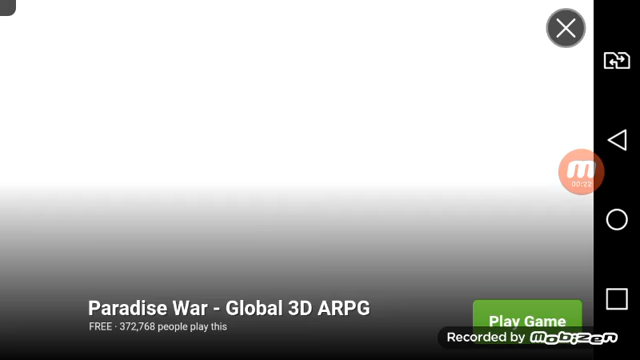 M
00:22
Paradise War - Global 3D ARPG
FREE · 372,768 people play this
Play Game
Recorded by mobizen